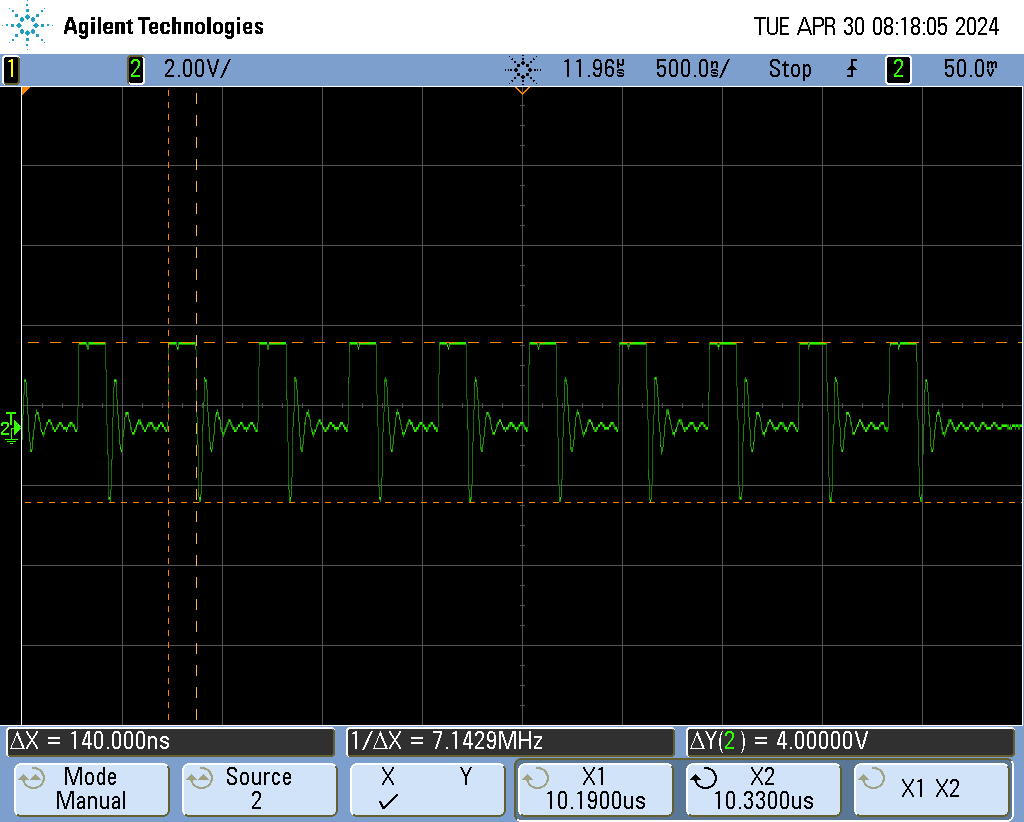 Agilent Technologies
TUE APR 30 08:18:05 2024
1 2 2.00V/ 11.96µs 500.0ns/ Stop 2 50.0mV
T
2
ΔX = 140.000ns 1/ΔX = 7.1429MHz ΔY(2) = 4.00000V
Mode Source X Y X1 X2 X1 X2
Manual 2 ✓ 10.1900us 10.3300us